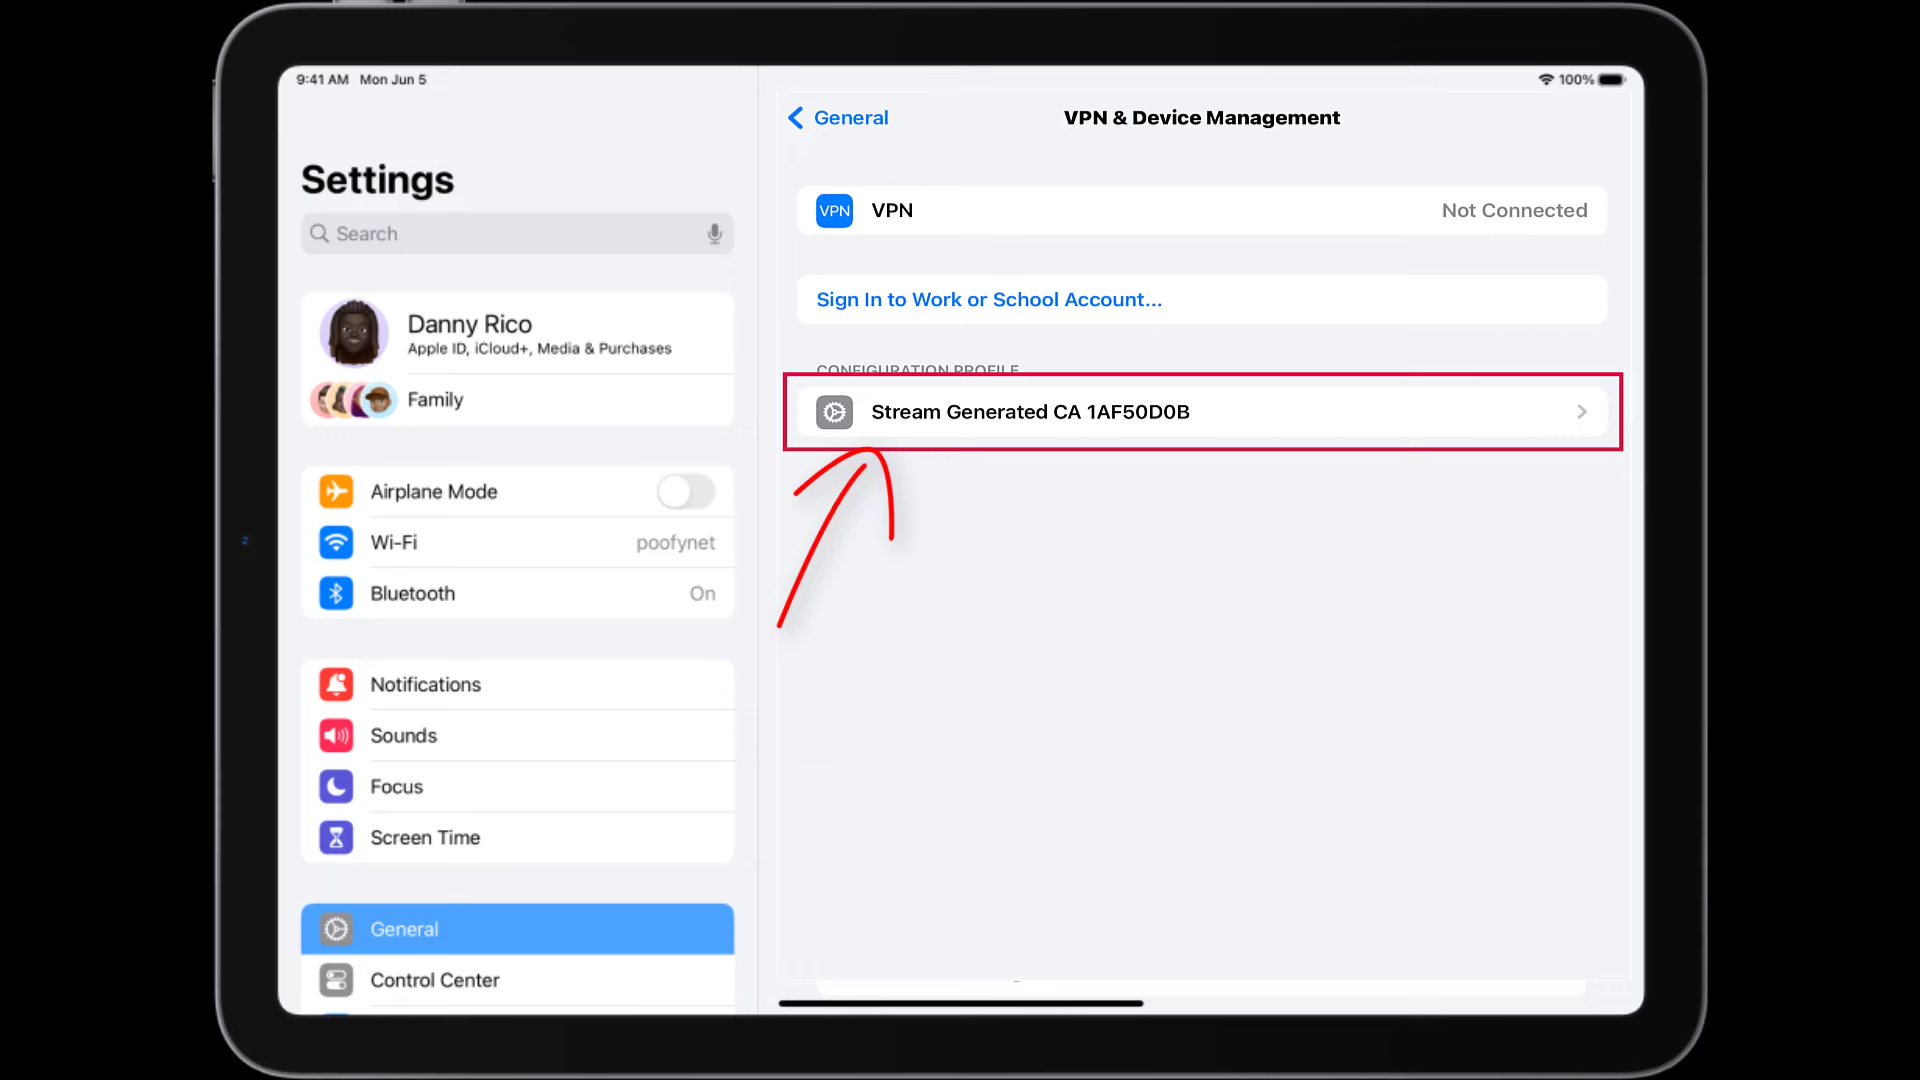 9:41 AM Mon Jun 5
100%
Settings
Search
Danny Rico
Apple ID, iCloud+, Media & Purchases
Family
Airplane Mode
Wi-Fi poofynet
Bluetooth On
Notifications
Sounds
Focus
Screen Time
General
Control Center
General
VPN & Device Management
VPN VPN Not Connected
Sign In to Work or School Account...
CONFIGURATION PROFILE
Stream Generated CA 1AF50D0B